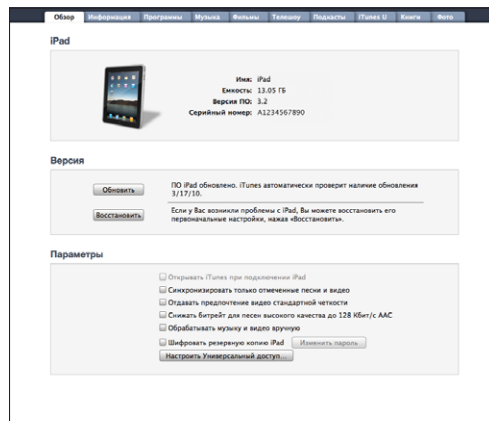 Обзор Информация Программы Музыка Фильмы Телешоу Подкасты iTunes U Книги Фото
iPad
Имя: iPad
Емкость: 13.05 ГБ
Версия ПО: 3.2
Серийный номер: A1234567890
Версия
Обновить
ПО iPad обновлено. iTunes автоматически проверит наличие обновления
3/17/10.
Восстановить
Если у Вас возникли проблемы с iPad, Вы можете восстановить его
первоначальные настройки, нажав «Восстановить».
Параметры
Открывать iTunes при подключении iPad
Синхронизировать только отмеченные песни и видео
Отдавать предпочтение видео стандартной четкости
Снижать битрейт для песен высокого качества до 128 Кбит/с AAC
Обрабатывать музыку и видео вручную
Шифровать резервную копию iPad Изменить пароль
Настроить Универсальный доступ...